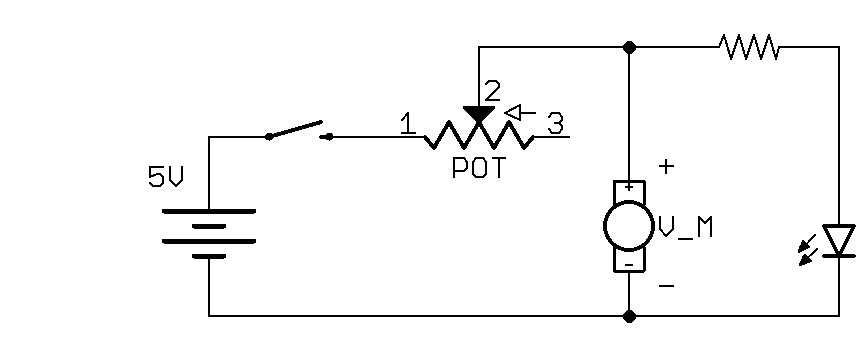 2
1
3
POT
5V
+
+
V_M
-
-